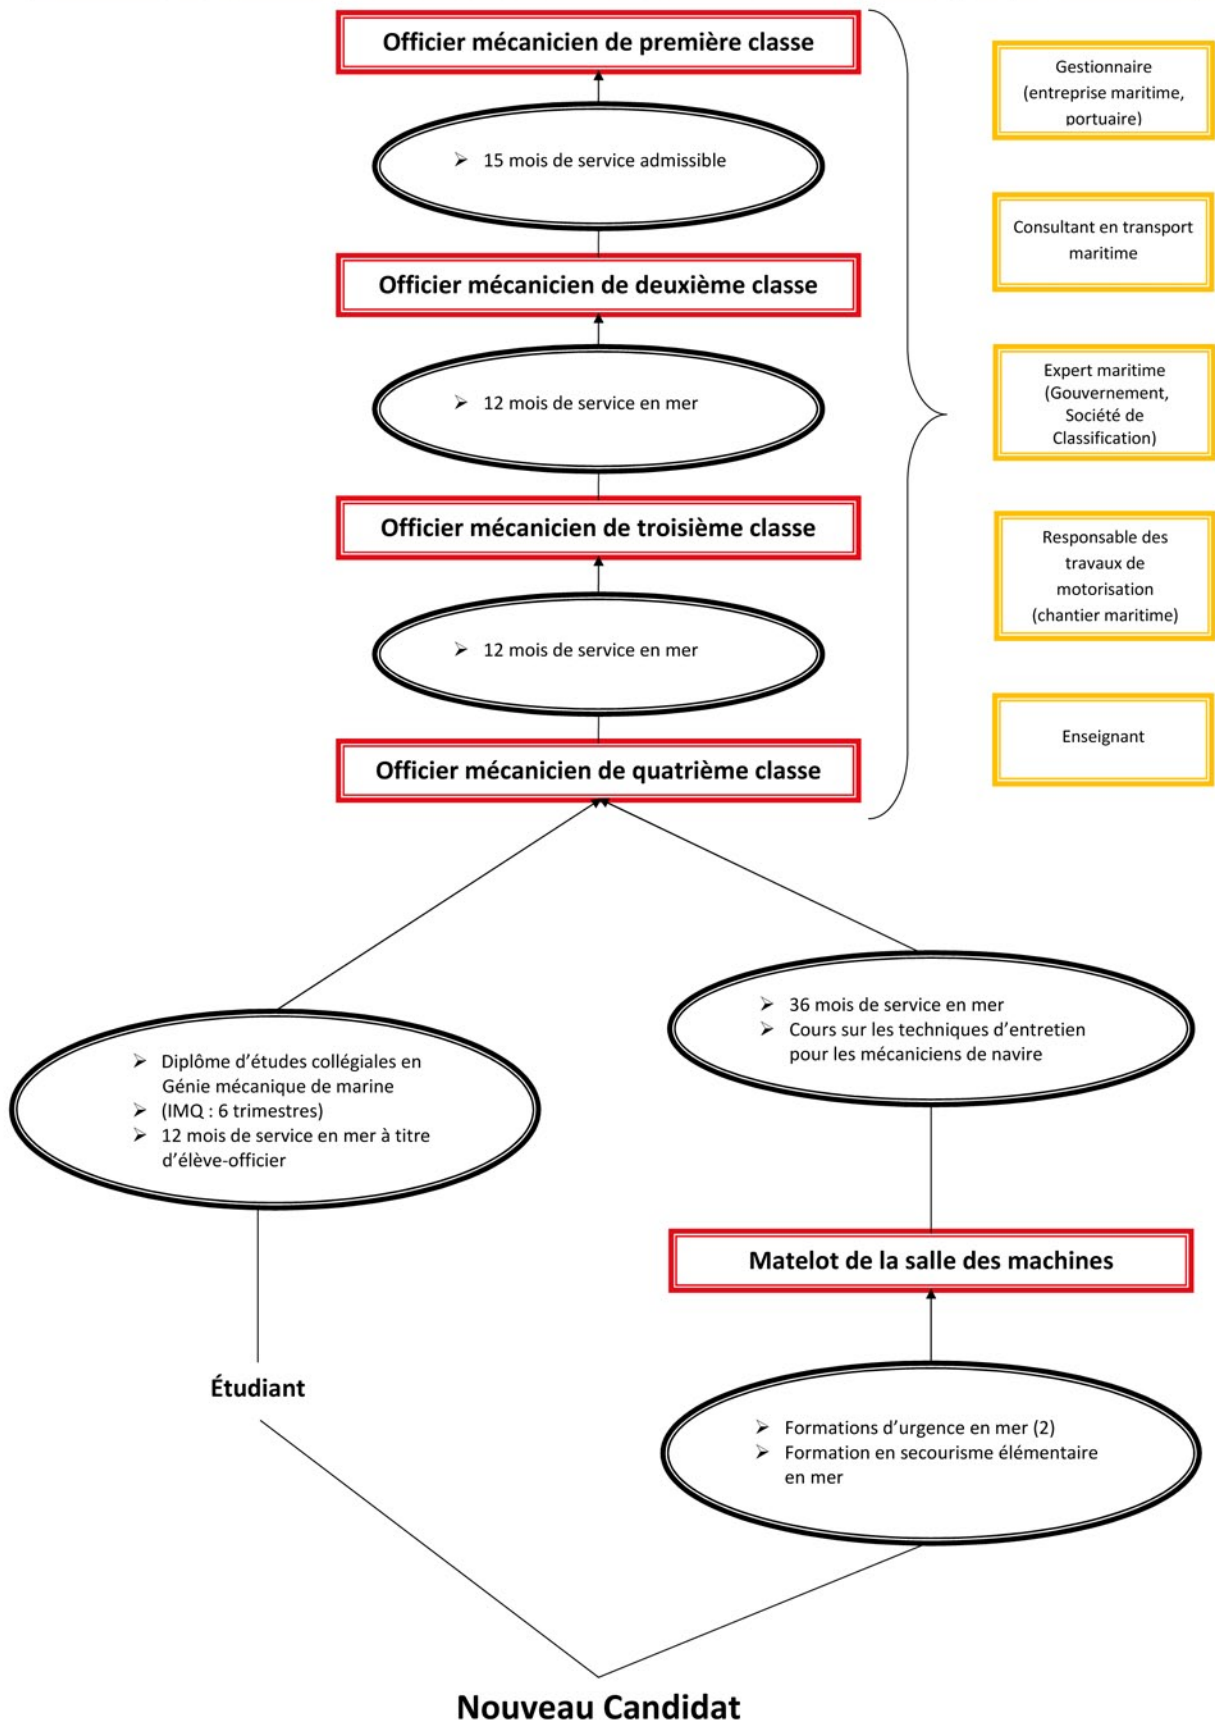 Officier mécanicien de première classe
➢ 15 mois de service admissible
Officier mécanicien de deuxième classe
➢ 12 mois de service en mer
Officier mécanicien de troisième classe
➢ 12 mois de service en mer
Officier mécanicien de quatrième classe
Gestionnaire
(entreprise maritime,
portuaire)
Consultant en transport
maritime
Expert maritime
(Gouvernement,
Société de
Classification)
Responsable des
travaux de
motorisation
(chantier maritime)
Enseignant
➢ Diplôme d'études collégiales en
Génie mécanique de marine
➢ (IMQ : 6 trimestres)
➢ 12 mois de service en mer à titre
d'élève-officier
Étudiant
➢ 36 mois de service en mer
➢ Cours sur les techniques d'entretien
pour les mécaniciens de navire
Matelot de la salle des machines
➢ Formations d'urgence en mer (2)
➢ Formation en secourisme élémentaire
en mer
Nouveau Candidat